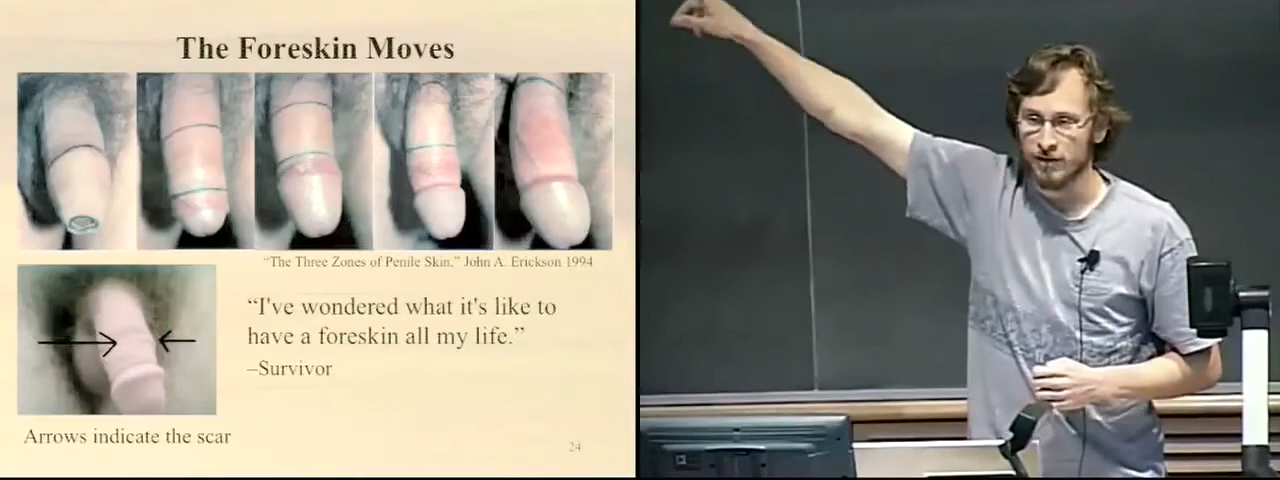 The Foreskin Moves
“The Three Zones of Penile Skin,” John A. Erickson 1994
“I've wondered what it's like to
have a foreskin all my life.”
–Survivor
Arrows indicate the scar
24